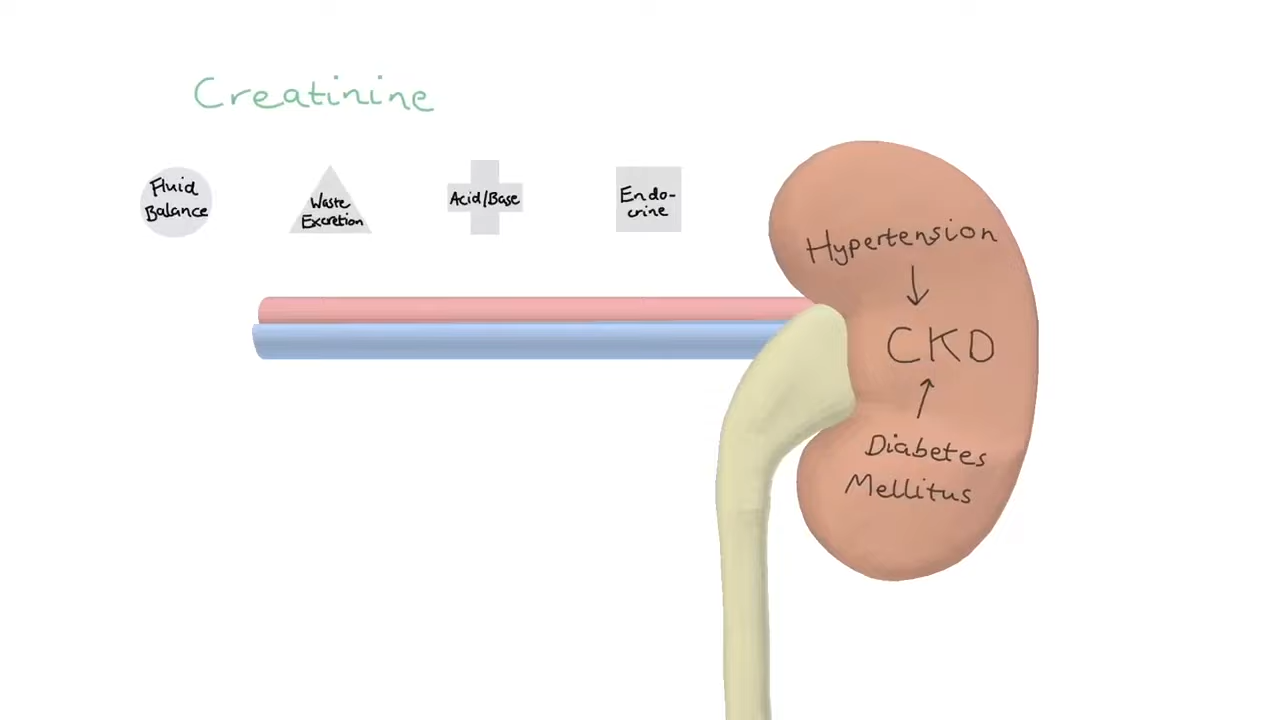 Creatinine
Fluid
Balance
Waste
Excretion
Acid/Base
Endo-
crine
Hypertension
CKD
Diabetes
Mellitus